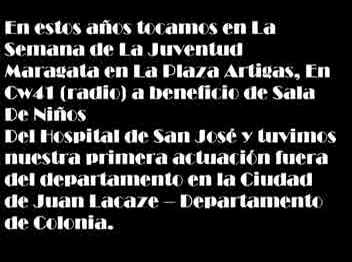 En estos años tocamos en La
Semana de La Juventud
Maragata en La Plaza Artigas, En
Cw41 (radio) a beneficio de Sala
De Niños
Del Hospital de San José y tuvimos
nuestra primera actuación fuera
del departamento en la Ciudad
de Juan Lacaze – Departamento
de Colonia.